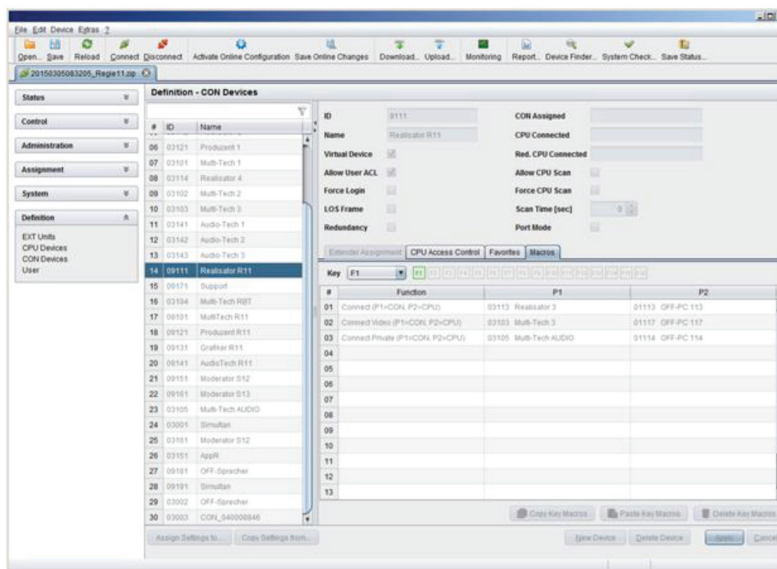 File Edit Device Extras ?
Open... Save Reload Connect Disconnect Activate Online Configuration Save Online Changes Download... Upload... Monitoring Report... Device Finder... System Check... Save Status...
20150305083205_Regie11.zip
Status
Control
Administration
Assignment
System
Definition
EXT Units
CPU Devices
CON Devices
User
Definition - CON Devices
# ID Name
06 03121 Produzent 1
07 03101 Multi-Tech 1
08 03114 Realisator 4
09 03102 Multi-Tech 2
10 03103 Multi-Tech 3
11 03141 Audio-Tech 1
12 03142 Audio-Tech 2
13 03143 Audio-Tech 3
14 09111 Realisator R11
15 Support
16 03104 Multi-Tech RBT
17 09101 MultiTech R11
18 09121 Produzent R11
19 09131 Grafiker R11
20 09141 AudioTech R11
21 09151 Moderator S12
22 09161 Moderator S13
23 03105 Multi-Tech AUDIO
24 03001 Simultan
25 03161 Moderator S12
26 03151 AppR
27 09181 OFF-Sprecher
28 09191 Simultan
29 03002 OFF-Sprecher
30 03003 CON_040008846
Assign Settings to... Copy Settings from...
ID 9111
Name Realisator R11
Virtual Device
Allow User ACL
Force Login
LOS Frame
Redundancy
CON Assigned
CPU Connected
Red. CPU Connected
Allow CPU Scan
Force CPU Scan
Scan Time [sec] 0
Port Mode
Extender Assignment CPU Access Control Favorites Macros
Key F1 F1
# Function P1 P2
01 Connect (P1=CON, P2=CPU) 03113 Realisator 3 01113 OFF-PC 113
02 Connect Video (P1=CON, P2=CPU) 03103 Multi-Tech 3 01117 OFF-PC 117
03 Connect Private (P1=CON, P2=CPU) 03105 Multi-Tech AUDIO 01114 OFF-PC 114
04
05
06
07
08
09
10
11
12
13
Copy Key Macros Paste Key Macros Delete Key Macros
New Device Delete Device Apply Cancel